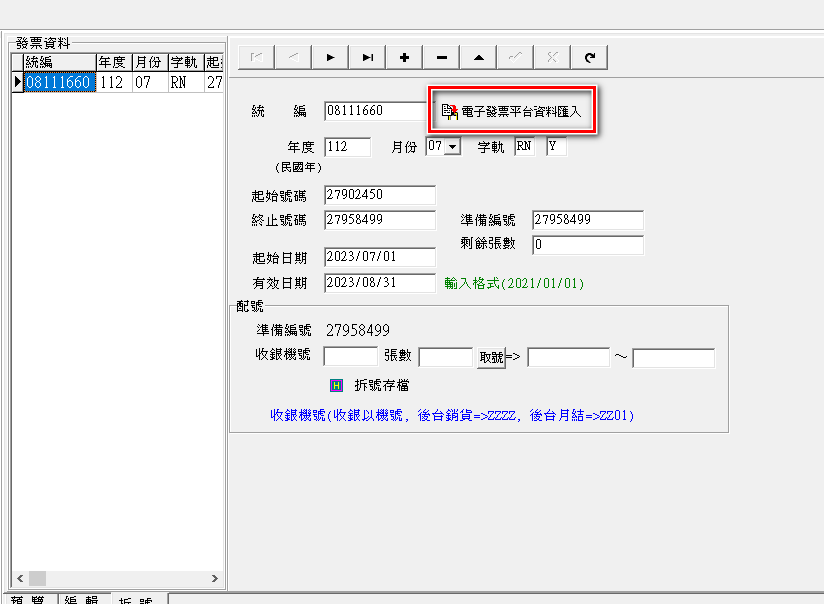 發票資料
統編 年度 月份 字軌
08111660 112 07 RN 27
統 編 08111660 電子發票平台資料匯入
年度 112 月份 07 字軌 RN Y
(民國年)
起始號碼 27902450
終止號碼 27958499 準備編號 27958499
剩餘張數 0
起始日期 2023/07/01
有效日期 2023/08/31 輸入格式(2021/01/01)
配號
準備編號 27958499
收銀機號 張數 取號=> ～
H 拆號存檔
收銀機號(收銀以機號, 後台銷貨=>ZZZZ, 後台月結=>ZZ01)
預 覽 編 輯 拆 號